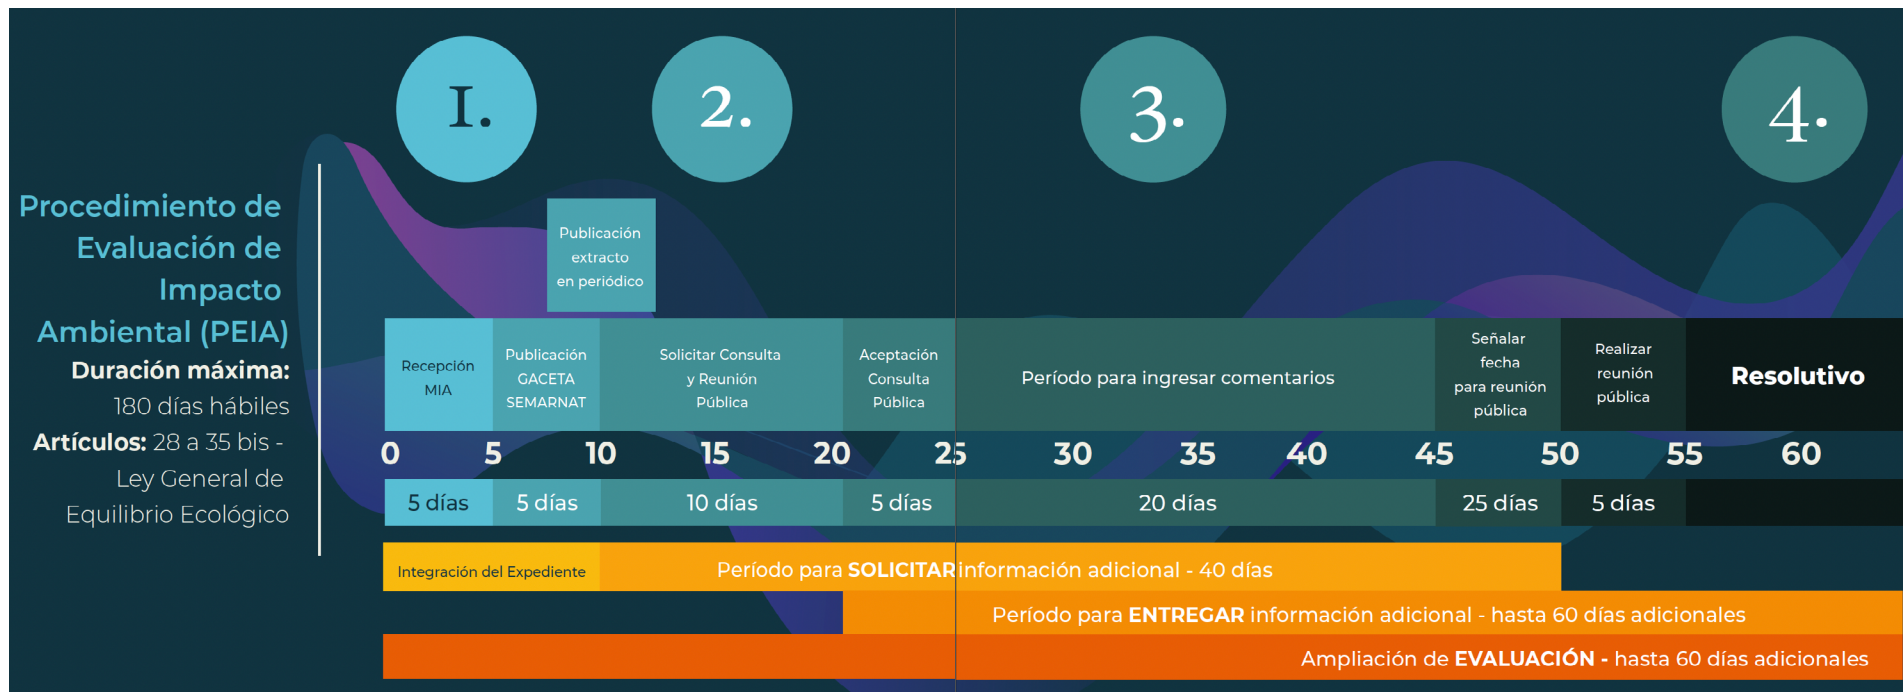 1.
2.
3.
4.
Procedimiento de
Evaluación de
Impacto
Ambiental (PEIA)
Duración máxima:
180 días hábiles
Artículos: 28 a 35 bis -
Ley General de
Equilibrio Ecológico
Publicación
extracto
en periódico
Recepción
MIA
Publicación
GACETA
SEMARNAT
Solicitar Consulta
y Reunión
Pública
Aceptación
Consulta
Pública
Período para ingresar comentarios
Señalar
fecha
para reunión
pública
Realizar
reunión
pública
Resolutivo
0 5 10 15 20 25 30 35 40 45 50 55 60
5 días 5 días 10 días 5 días 20 días 25 días 5 días
Integración del Expediente
Período para SOLICITAR información adicional - 40 días
Período para ENTREGAR información adicional - hasta 60 días adicionales
Ampliación de EVALUACIÓN - hasta 60 días adicionales